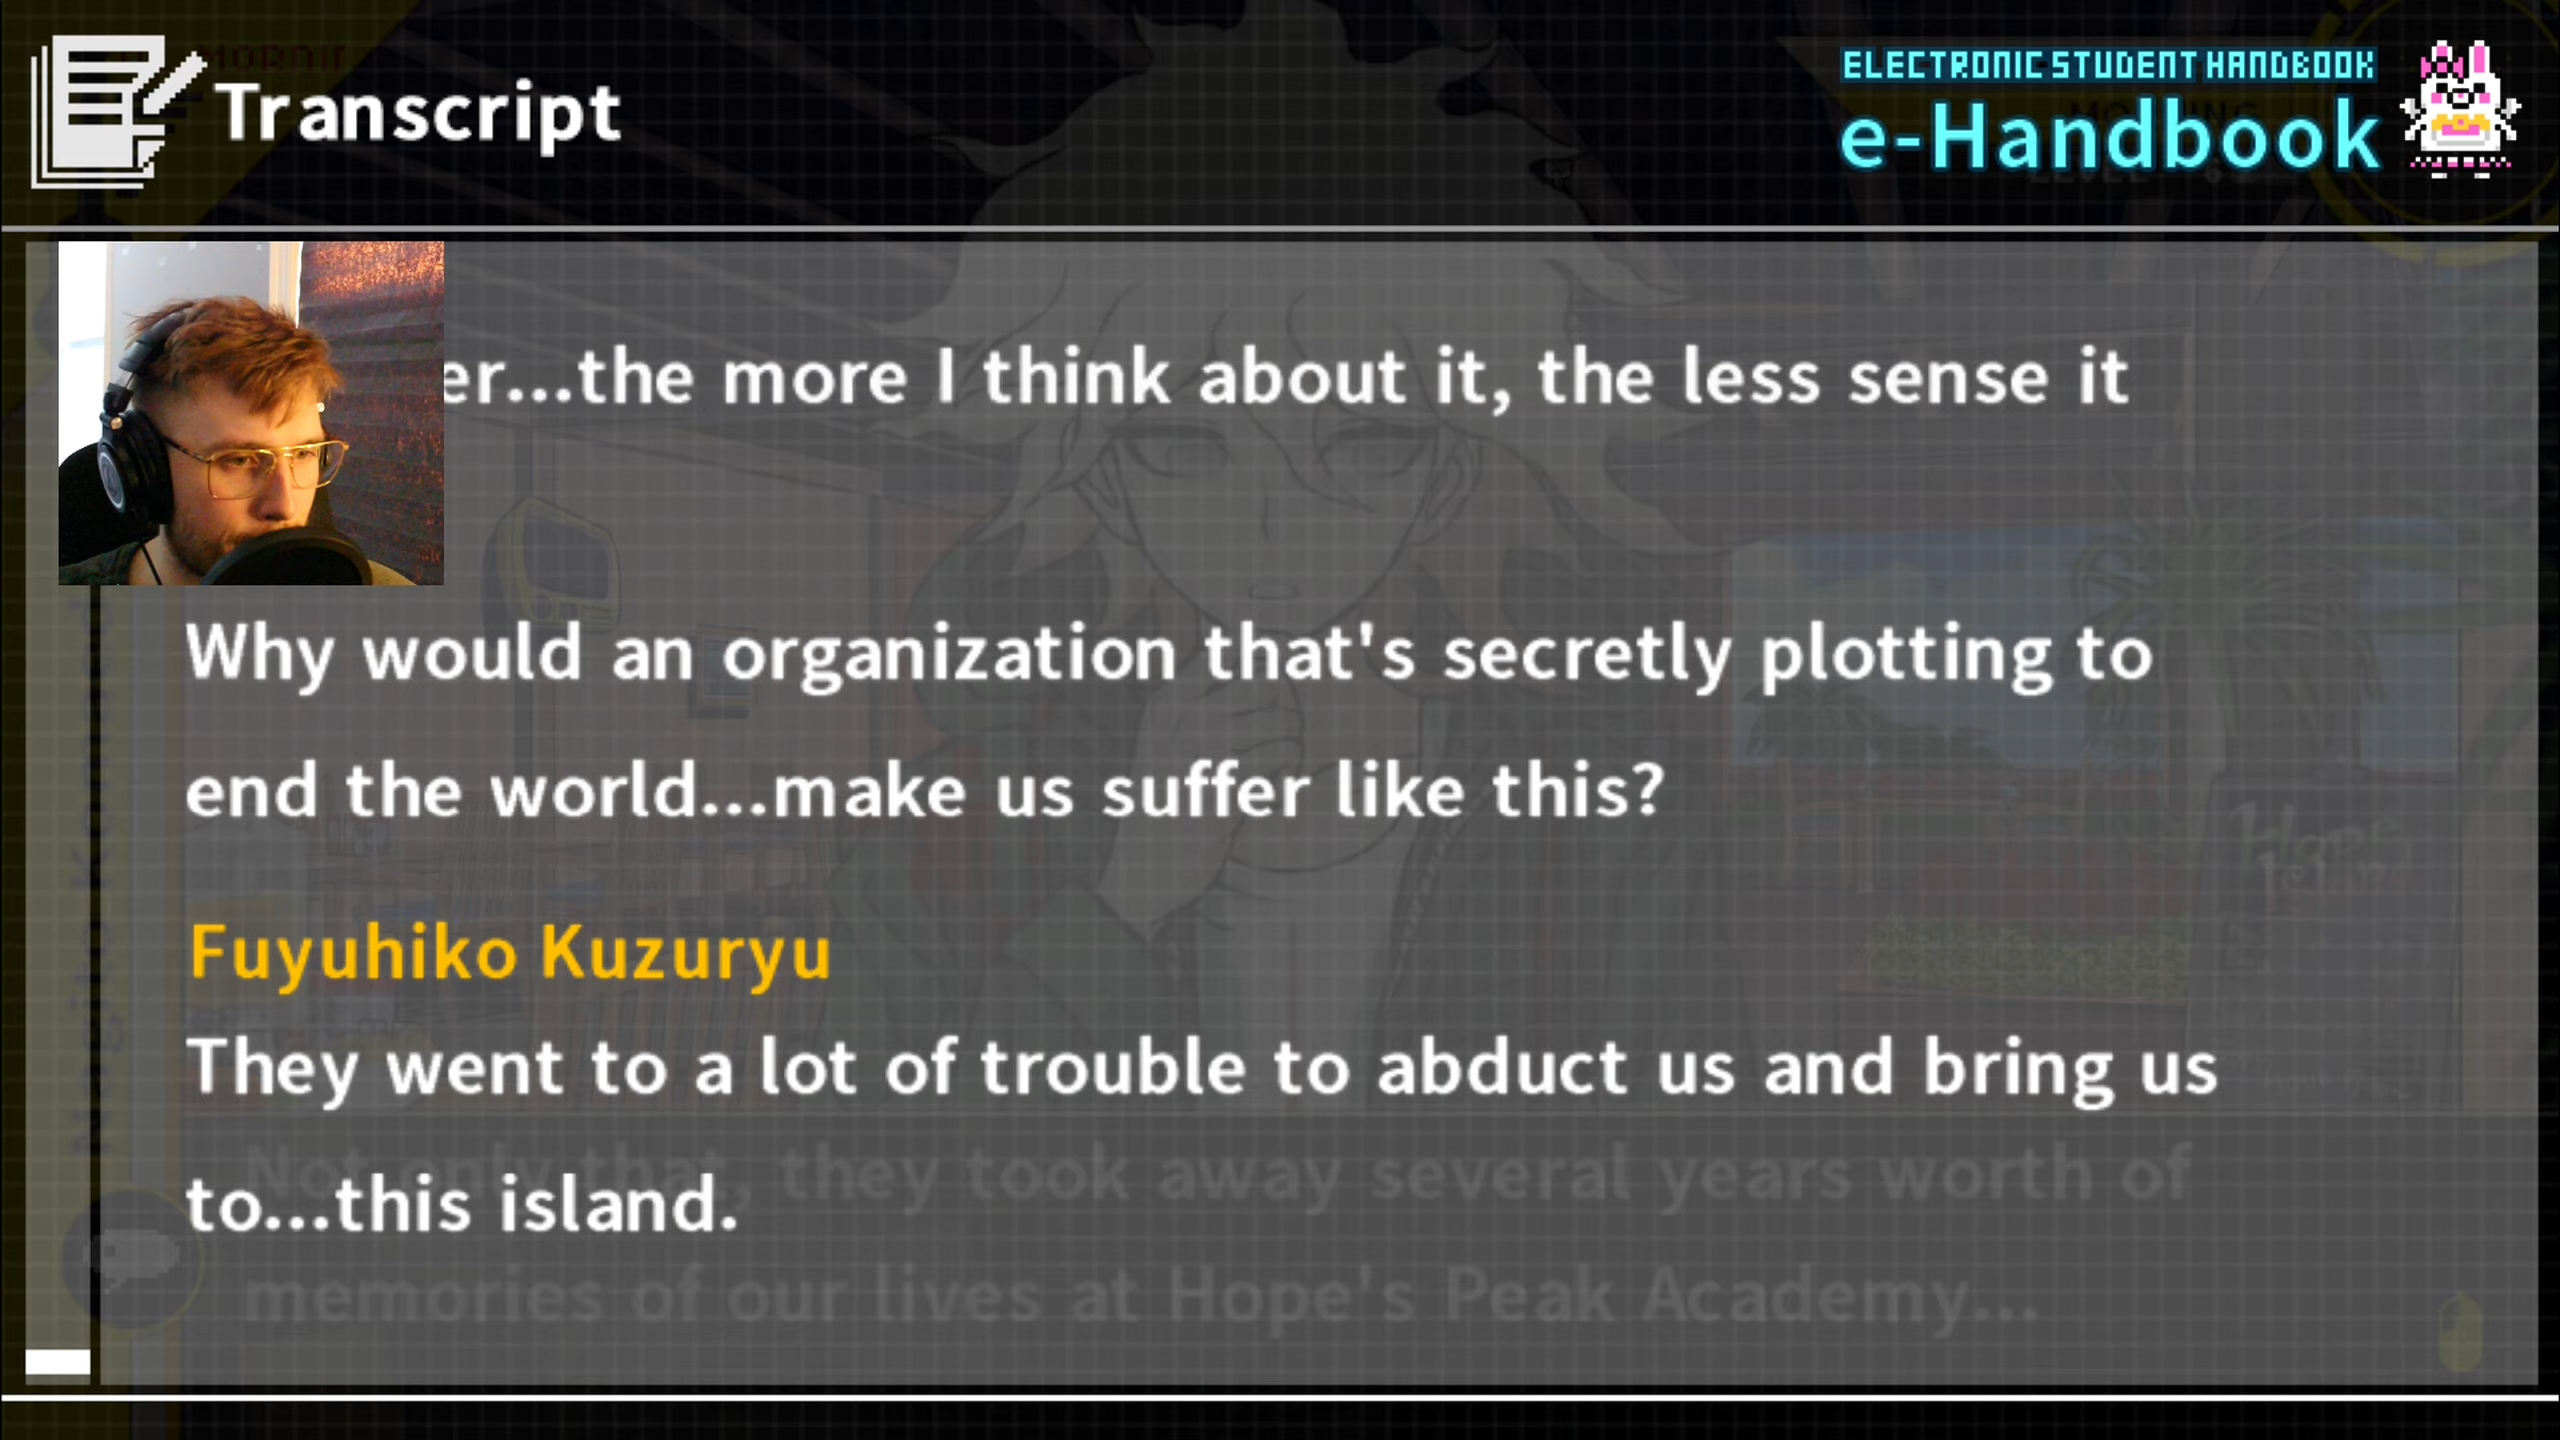 ELECTRONIC STUDENT HANDBOOK
Transcript
e-Handbook
er...the more I think about it, the less sense it
Why would an organization that's secretly plotting to
end the world...make us suffer like this?
Fuyuhiko Kuzuryu
They went to a lot of trouble to abduct us and bring us
Not only that, they took away several years worth of
to...this island.
memories of our lives at Hope's Peak Academy...